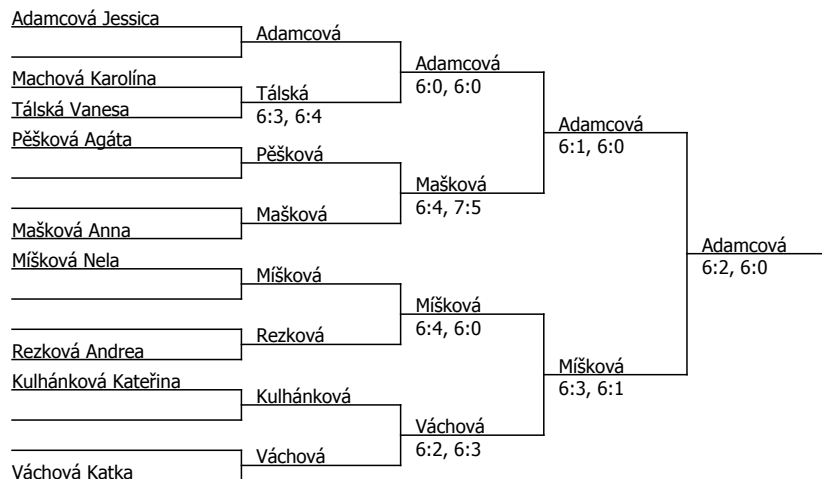 Adamcová Jessica
Machová Karolína
Tálská Vanesa
Pěšková Agáta
Mašková Anna
Míšková Nela
Rezková Andrea
Kulhánková Kateřina
Váchová Katka
Adamcová
Tálská
6:3, 6:4
Pěšková
Mašková
Míšková
Rezková
Kulhánková
Váchová
Adamcová
6:0, 6:0
Mašková
6:4, 7:5
Míšková
6:4, 6:0
Váchová
6:2, 6:3
Adamcová
6:1, 6:0
Míšková
6:3, 6:1
Adamcová
6:2, 6:0